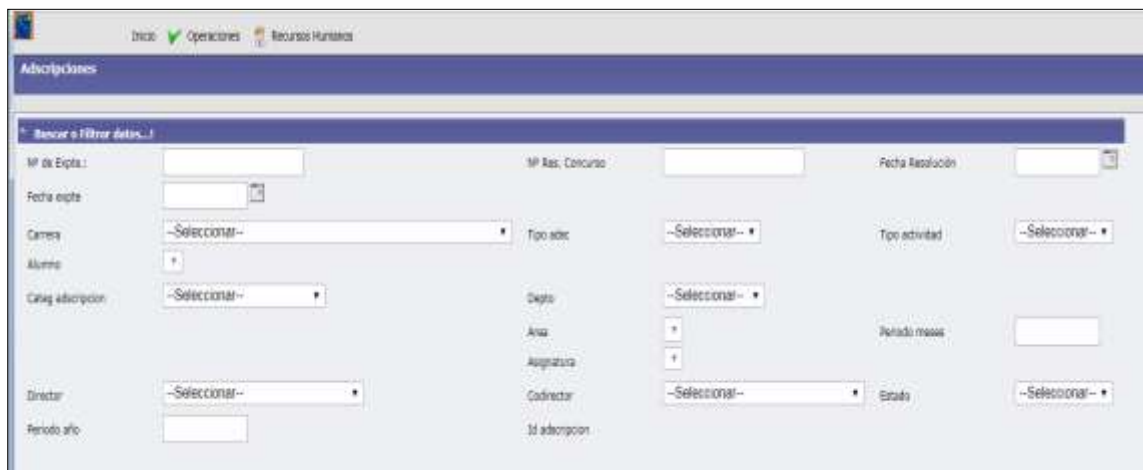 Inicio Operaciones Recursos Humanos
Adscripciones
Buscar o Filtrar datos...!
Nº de Expte.: Nº Res. Concurso Fecha Resolución
Fecha expte
Carrera --Seleccionar-- Tipo adsc --Seleccionar-- Tipo actividad --Seleccionar--
Alumno
Categ adscripcion --Seleccionar-- Depto --Seleccionar--
Area Periodo meses
Asignatura
Director --Seleccionar-- Codirector --Seleccionar-- Estado --Seleccionar--
Periodo año Id adscripcion